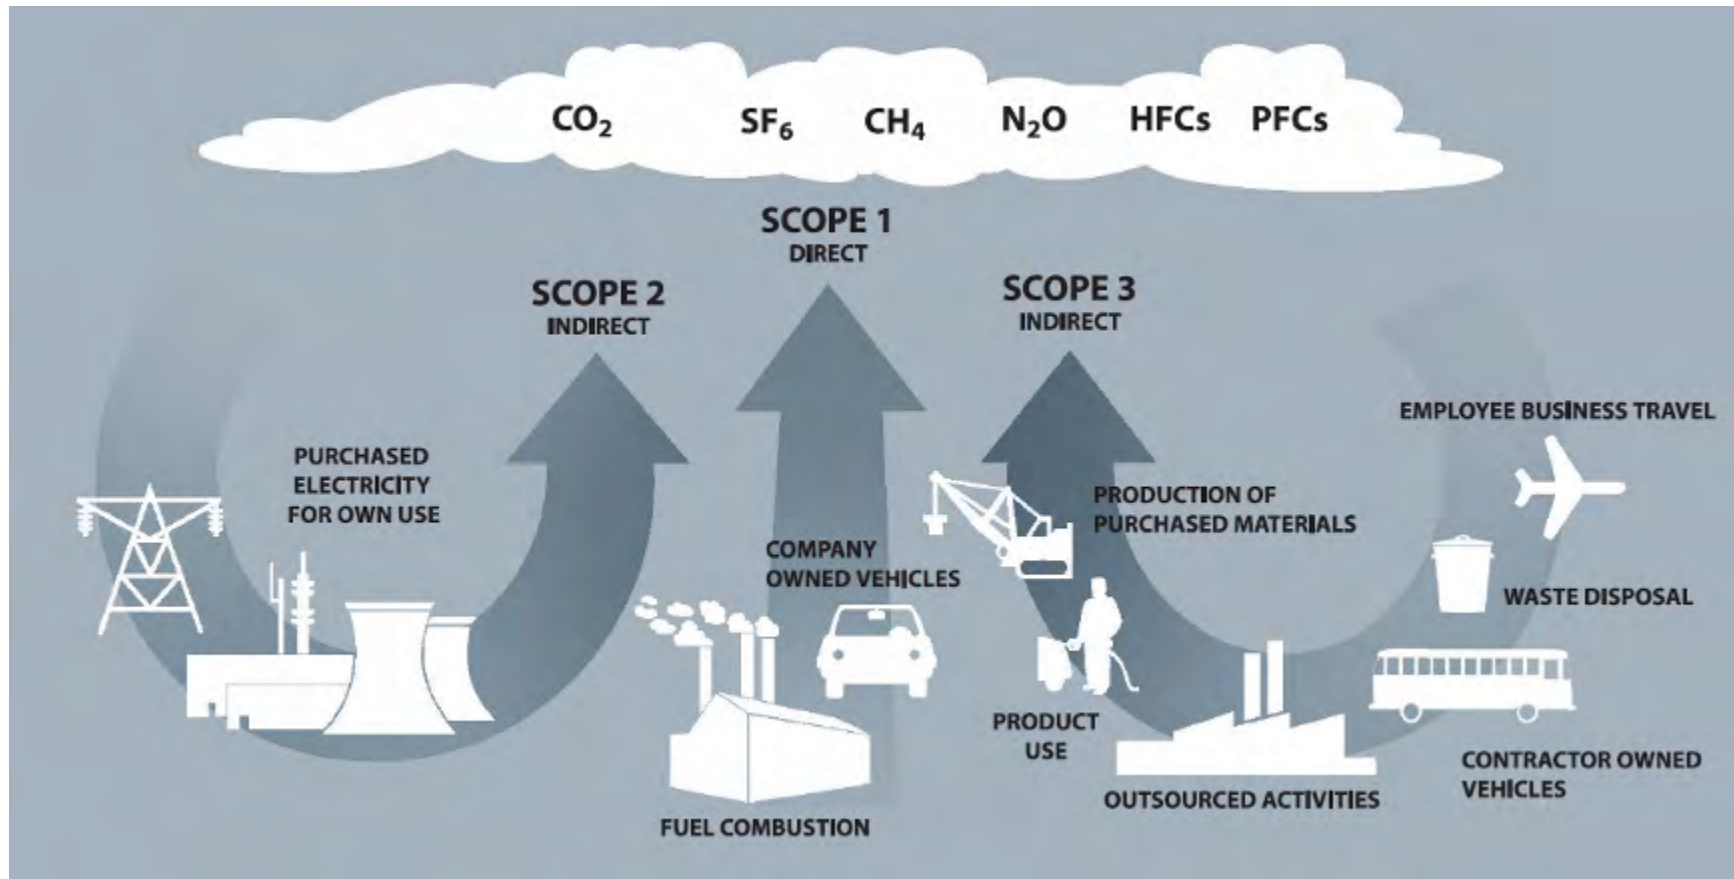 CO₂ SF₆ CH₄ N₂O HFCs PFCs
SCOPE 1
DIRECT
SCOPE 2
INDIRECT
SCOPE 3
INDIRECT
EMPLOYEE BUSINESS TRAVEL
PURCHASED
ELECTRICITY
FOR OWN USE
PRODUCTION OF
PURCHASED MATERIALS
COMPANY
OWNED VEHICLES
WASTE DISPOSAL
PRODUCT
USE
CONTRACTOR OWNED
VEHICLES
OUTSOURCED ACTIVITIES
FUEL COMBUSTION